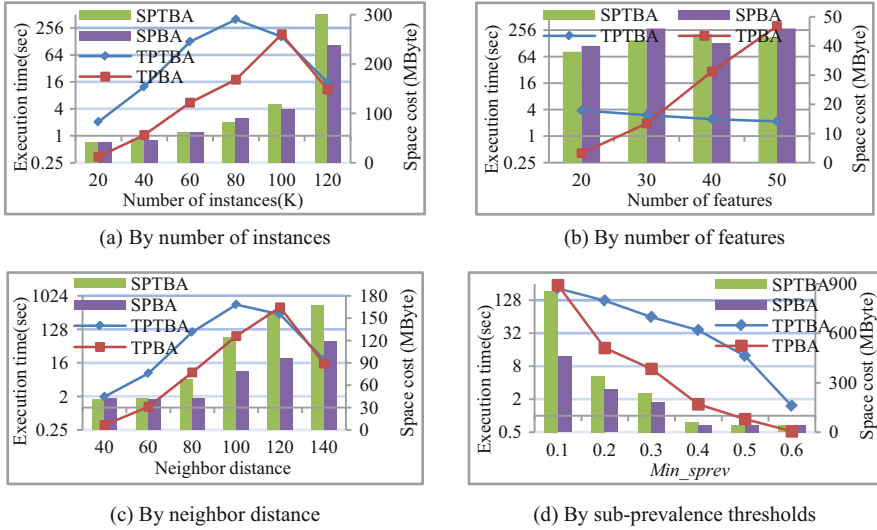 SPTBA
SPBA
TPTBA
TPBA
Execution time(sec)
256
64
16
4
1
0.25
300
200
100
0
Space cost (MByte)
20 40 60 80 100 120
Number of instances(K)
(a) By number of instances
SPTBA SPBA
TPTBA TPBA
Execution time(sec)
256
64
16
4
1
0.25
50
40
30
20
10
0
Space cost (MByte)
20 30 40 50
Number of features
(b) By number of features
SPTBA
SPBA
TPTBA
TPBA
Execution time(sec)
1024
128
16
2
0.25
180
150
120
90
60
30
0
Space cost (MByte)
40 60 80 100 120 140
Neighbor distance
(c) By neighbor distance
SPTBA
SPBA
TPTBA
TPBA
Execution time(sec)
128
32
8
2
0.5
900
600
300
0
Space cost (MByte)
0.1 0.2 0.3 0.4 0.5 0.6
Min_sprev
(d) By sub-prevalence thresholds